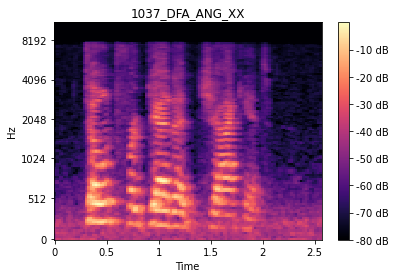 1037_DFA_ANG_XX
8192
4096
2048
1024
512
0
Hz
0
0.5
1
1.5
2
2.5
Time
-10 dB
-20 dB
-30 dB
-40 dB
-50 dB
-60 dB
-70 dB
-80 dB